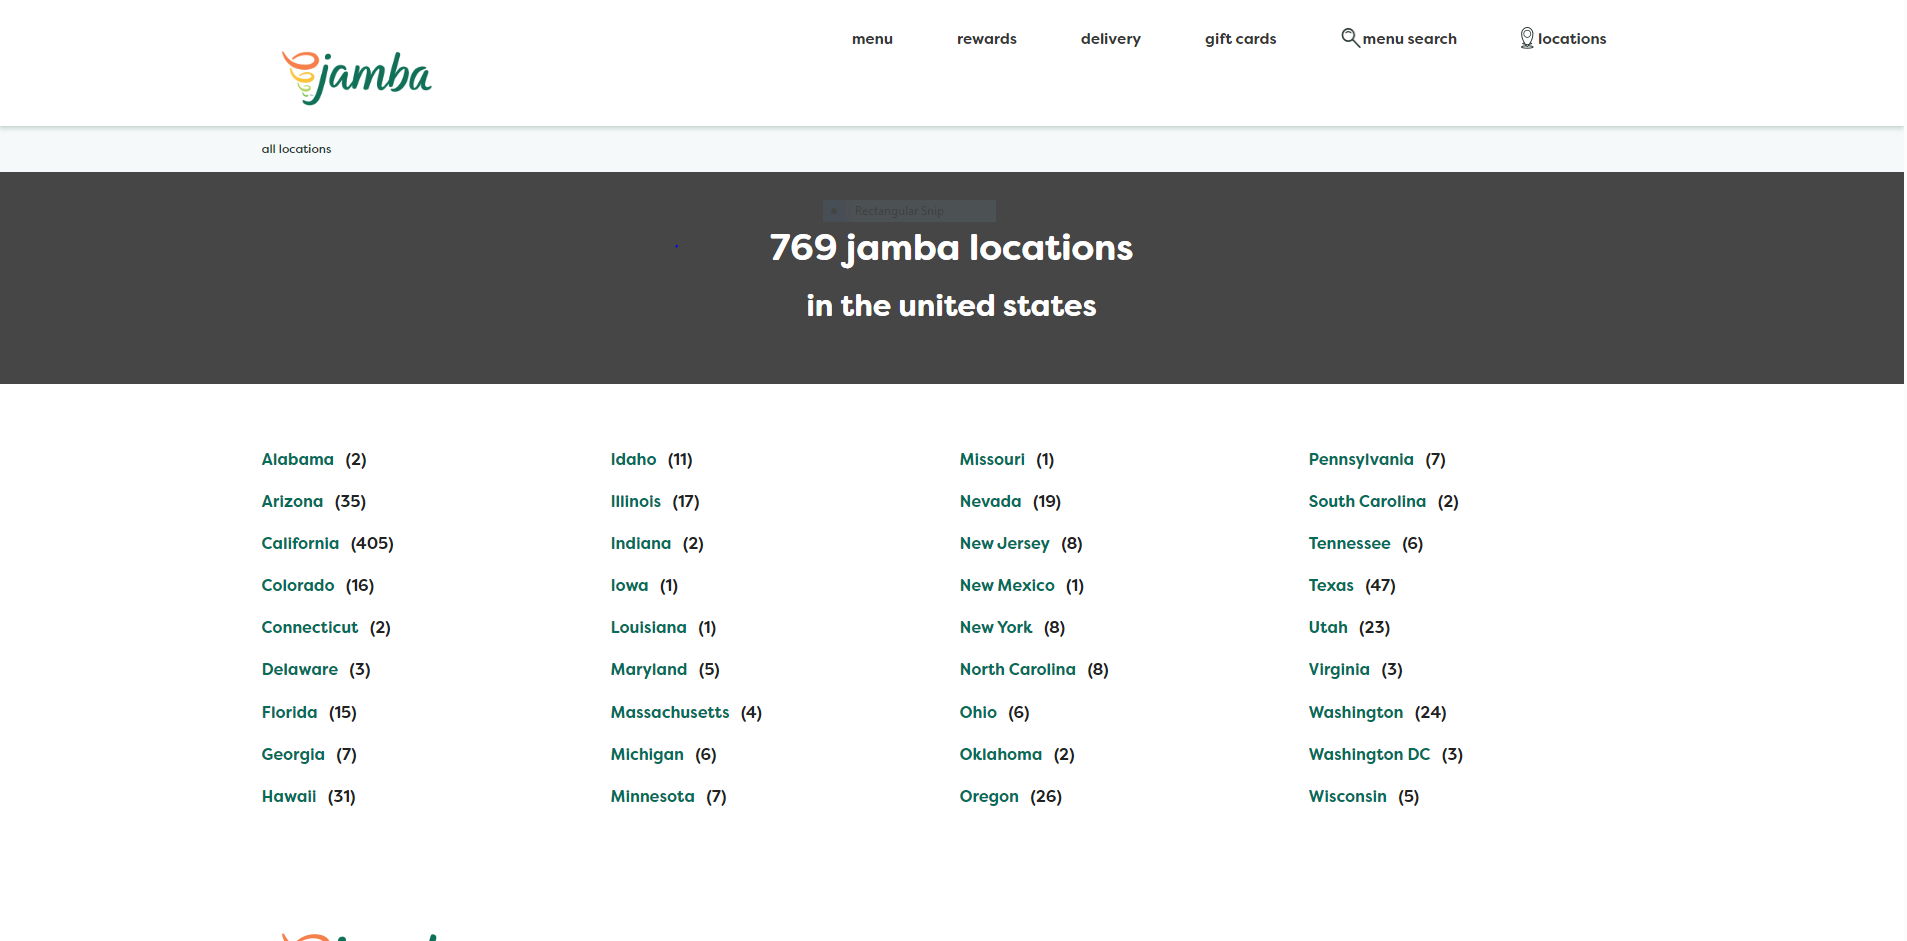 menu rewards delivery gift cards menu search locations
jamba
all locations
Rectangular Snip
769 jamba locations
in the united states
Alabama (2)
Arizona (35)
California (405)
Colorado (16)
Connecticut (2)
Delaware (3)
Florida (15)
Georgia (7)
Hawaii (31)
Idaho (11)
Illinois (17)
Indiana (2)
Iowa (1)
Louisiana (1)
Maryland (5)
Massachusetts (4)
Michigan (6)
Minnesota (7)
Missouri (1)
Nevada (19)
New Jersey (8)
New Mexico (1)
New York (8)
North Carolina (8)
Ohio (6)
Oklahoma (2)
Oregon (26)
Pennsylvania (7)
South Carolina (2)
Tennessee (6)
Texas (47)
Utah (23)
Virginia (3)
Washington (24)
Washington DC (3)
Wisconsin (5)